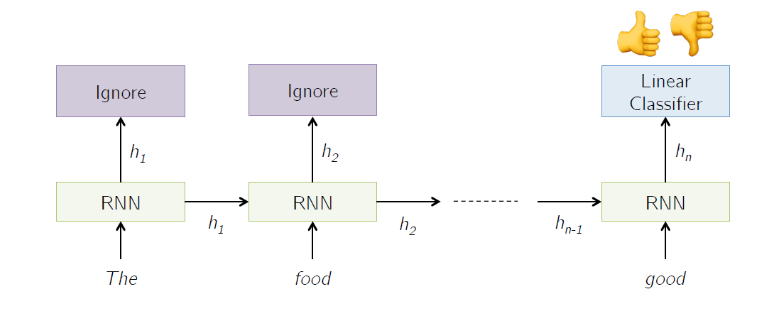 Ignore
Ignore
Linear
Classifier
h1
h2
hn
RNN
RNN
RNN
h1
h2
hn-1
The
food
good